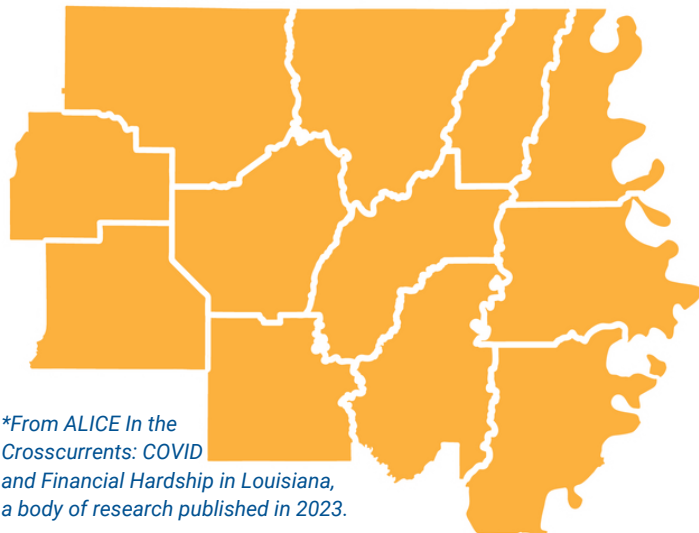 *From ALICE In the
Crosscurrents: COVID
and Financial Hardship in Louisiana,
a body of research published in 2023.